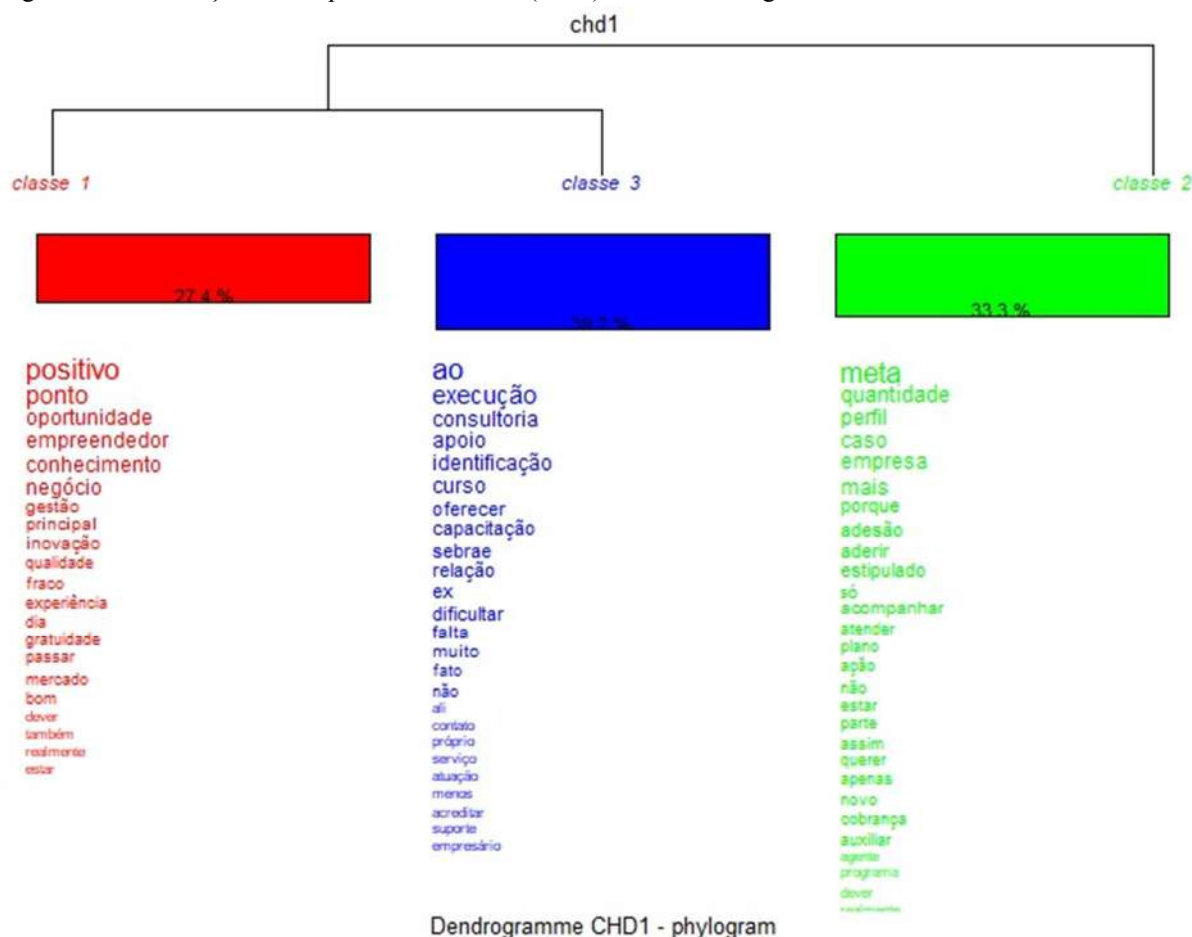 chd1
classe 1
classe 3
classe 2
27.4 %
33.3 %
positivo
ponto
oportunidade
empreendedor
conhecimento
negócio
gestão
principal
inovação
qualidade
fraco
experiência
dia
gratuidade
passar
mercado
bom
dever
também
realmente
estar
ao
execução
consultoria
apoio
identificação
curso
oferecer
capacitação
sebrae
relação
ex
dificultar
falta
muito
fato
não
ali
contato
próprio
serviço
atuação
menos
acreditar
suporte
empresário
meta
quantidade
perfil
caso
empresa
mais
porque
adesão
aderir
estipulado
só
acompanhar
atender
plano
ação
não
estar
parte
assim
querer
apenas
novo
cobrança
auxiliar
agente
programa
dever
Dendrogramme CHD1 - phylogram